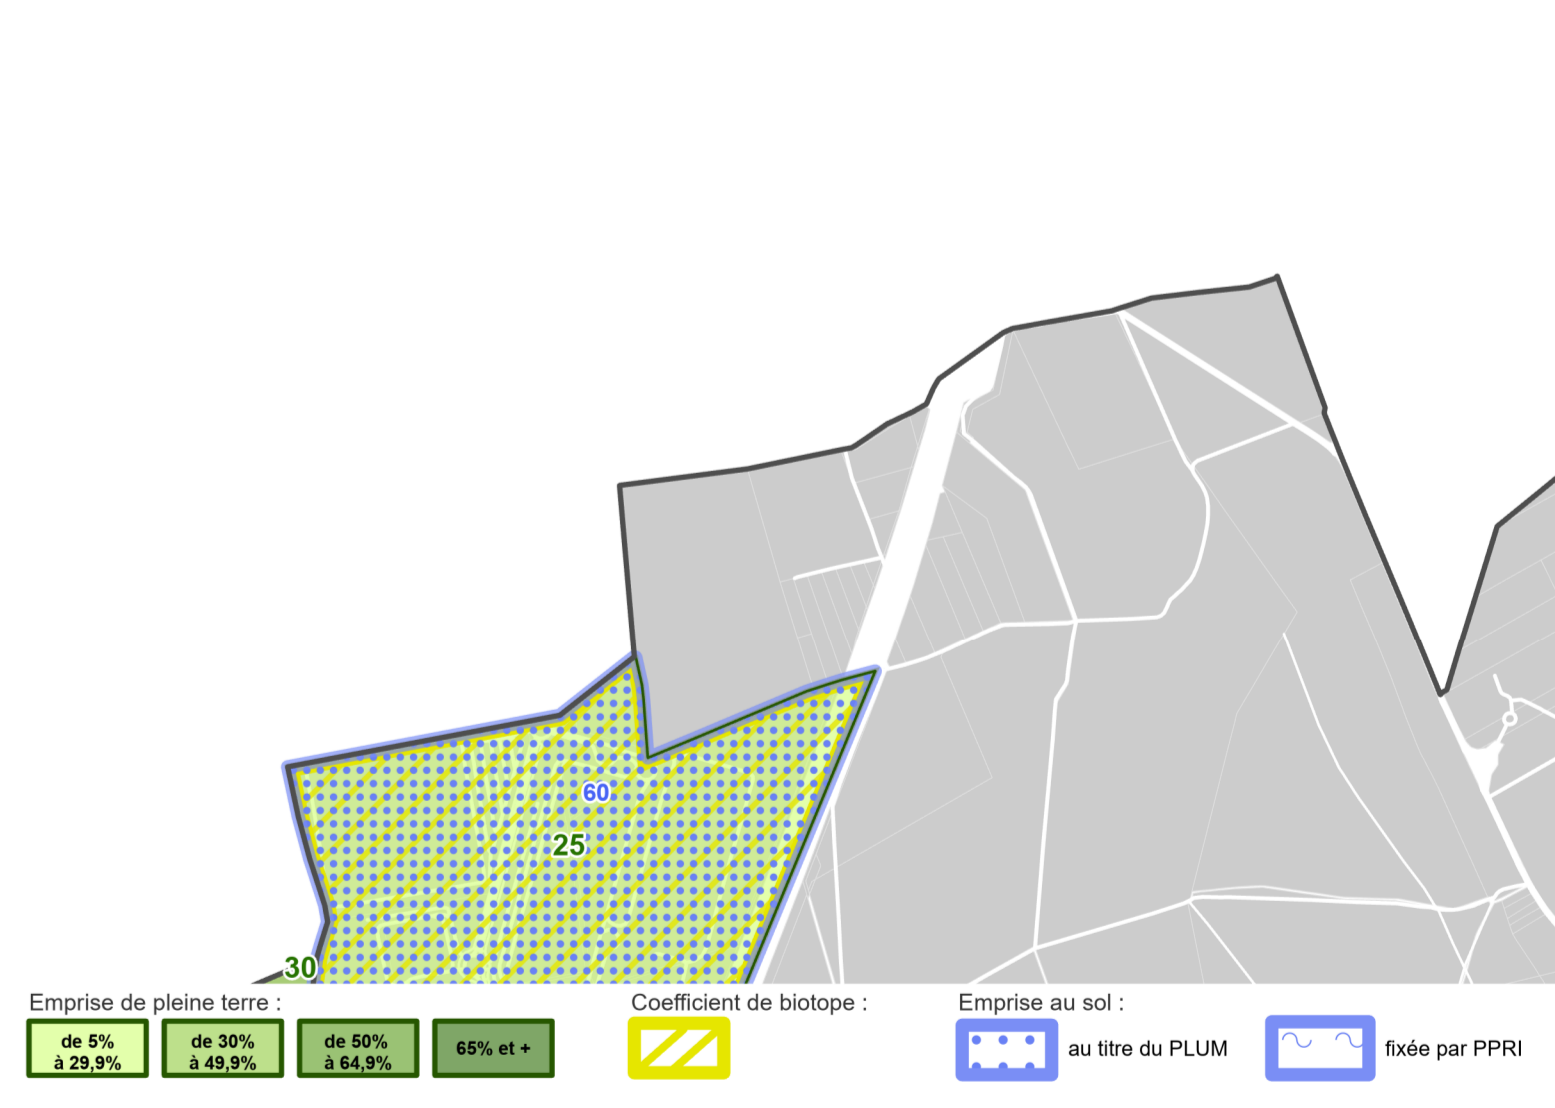 60
25
30
Emprise de pleine terre :
de 5%
à 29,9%
de 30%
à 49,9%
de 50%
à 64,9%
65% et +
Coefficient de biotope :
Emprise au sol :
au titre du PLUM
fixée par PPRI